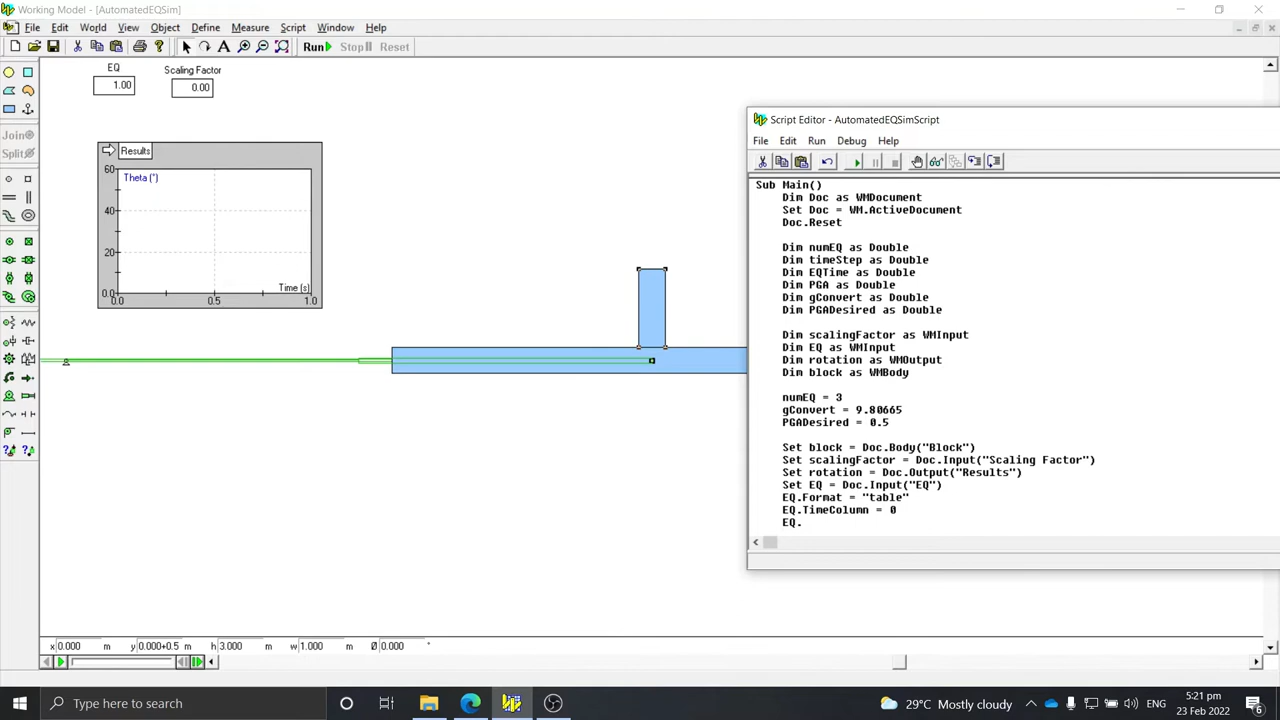 Working Model - [AutomatedEQSim]
File Edit World View Object Define Measure Script Window Help
Run Stop Reset
EQ
1.00
Scaling Factor
0.00
Join
Split
Results
Theta (°)
60
40
20
0.0
0.0
0.5
1.0
Time (s)
Script Editor - AutomatedEQSimScript
File Edit Run Debug Help
Sub Main()
Dim Doc as WMDocument
Set Doc = WM.ActiveDocument
Doc.Reset
Dim numEQ as Double
Dim timeStep as Double
Dim EQTime as Double
Dim PGA as Double
Dim gConvert as Double
Dim PGADesired as Double
Dim scalingFactor as WMInput
Dim EQ as WMInput
Dim rotation as WMOutput
Dim block as WMBody
numEQ = 3
gConvert = 9.80665
PGADesired = 0.5
Set block = Doc.Body("Block")
Set scalingFactor = Doc.Input("Scaling Factor")
Set rotation = Doc.Output("Results")
Set EQ = Doc.Input("EQ")
EQ.Format = "table"
EQ.TimeColumn = 0
EQ.
x 0.000 m y 0.000+0.5 m h 3.000 m w 1.000 m Ø 0.000 °
Type here to search
29°C Mostly cloudy
5:21 pm
23 Feb 2022
6